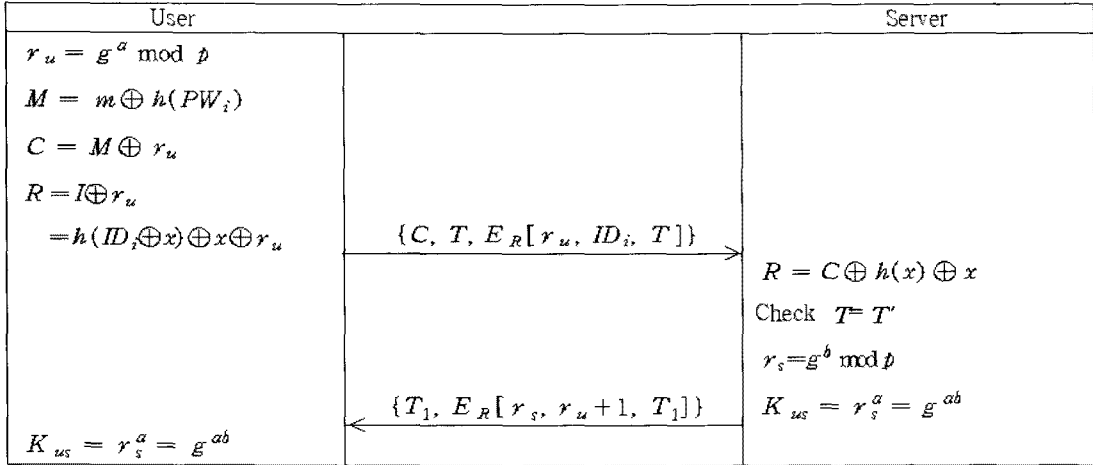 User Server
r_u = g^a mod p
M = m ⊕ h(PW_i)
C = M ⊕ r_u
R = I⊕r_u
= h(ID_i⊕x)⊕x⊕r_u
{C, T, E_R[r_u, ID_i, T]}
R = C ⊕ h(x) ⊕ x
Check T= T'
r_s=g^b mod p
{T_1, E_R[r_s, r_u+1, T_1]}
K_us = r_s^a = g^ab
K_us = r_s^a = g^ab